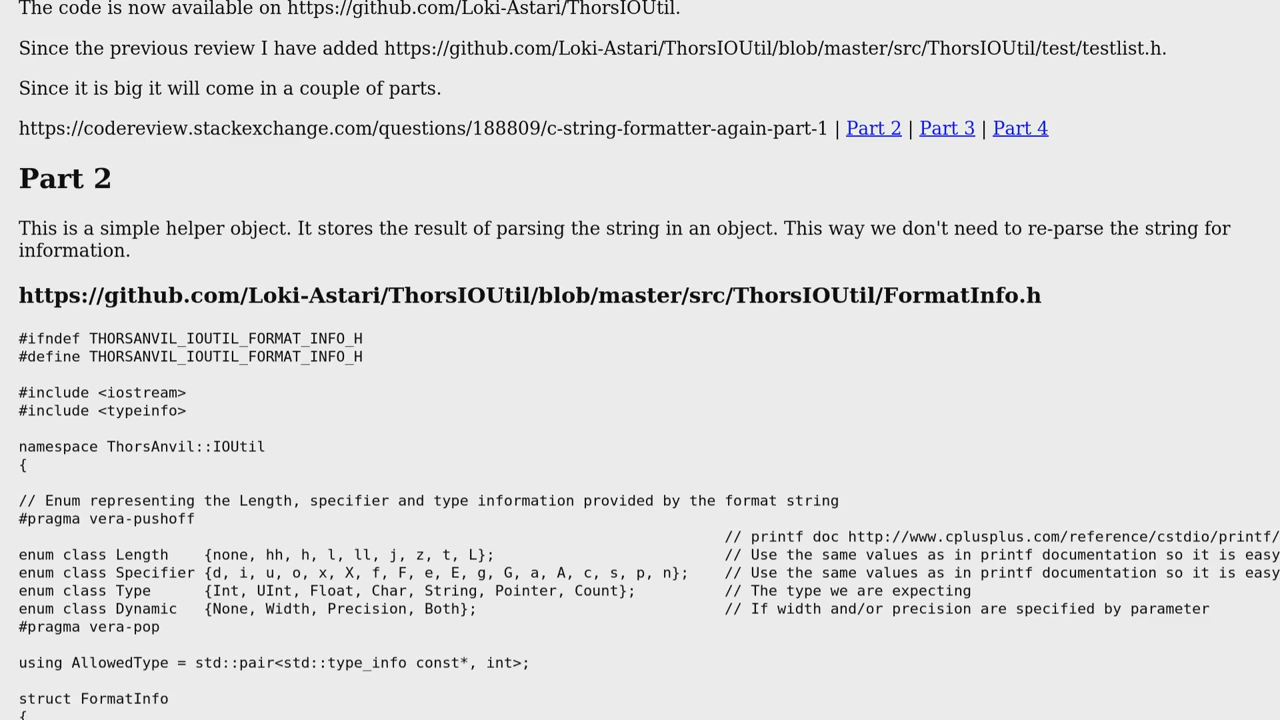 The code is now available on https://github.com/Loki-Astari/ThorsIOUtil.
Since the previous review I have added https://github.com/Loki-Astari/ThorsIOUtil/blob/master/src/ThorsIOUtil/test/testlist.h.
Since it is big it will come in a couple of parts.
https://codereview.stackexchange.com/questions/188809/c-string-formatter-again-part-1 | Part 2 | Part 3 | Part 4
Part 2
This is a simple helper object. It stores the result of parsing the string in an object. This way we don't need to re-parse the string for
information.
https://github.com/Loki-Astari/ThorsIOUtil/blob/master/src/ThorsIOUtil/FormatInfo.h
#ifndef THORSANVIL_IOUTIL_FORMAT_INFO_H
#define THORSANVIL_IOUTIL_FORMAT_INFO_H
#include <iostream>
#include <typeinfo>
namespace ThorsAnvil::IOUtil
{
// Enum representing the Length, specifier and type information provided by the format string
#pragma vera-pushoff
// printf doc http://www.cplusplus.com/reference/cstdio/printf/
enum class Length    {none, hh, h, l, ll, j, z, t, L};                          // Use the same values as in printf documentation so it is easy
enum class Specifier {d, i, u, o, x, X, f, F, e, E, g, G, a, A, c, s, p, n};    // Use the same values as in printf documentation so it is easy
enum class Type      {Int, UInt, Float, Char, String, Pointer, Count};          // The type we are expecting
enum class Dynamic   {None, Width, Precision, Both};                            // If width and/or precision are specified by parameter
#pragma vera-pop
using AllowedType = std::pair<std::type_info const*, int>;
struct FormatInfo
{